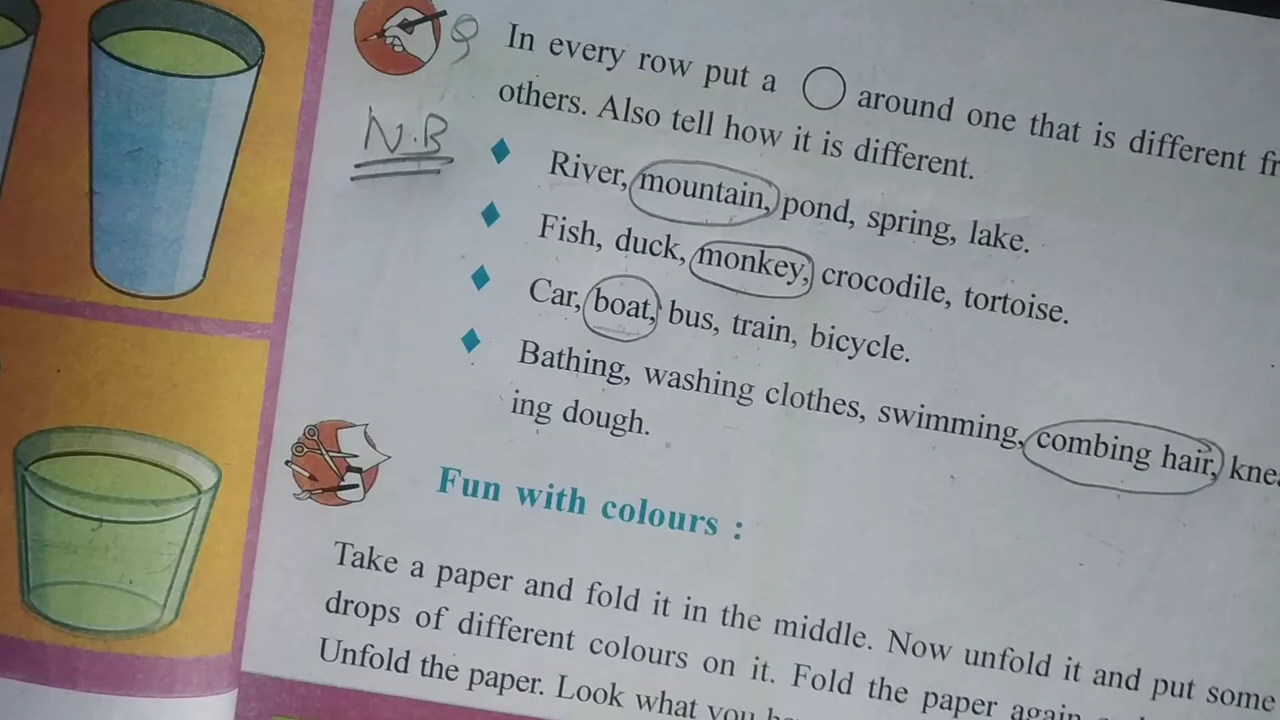 In every row put a around one that is different
others. Also tell how it is different.
N.B
River, mountain, pond, spring, lake.
Fish, duck, monkey, crocodile, tortoise.
Car, boat, bus, train, bicycle.
Bathing, washing clothes, swimming, combing hair,
ing dough.
Fun with colours :
Take a paper and fold it in the middle. Now unfold it and put some
drops of different colours on it. Fold the paper again
Unfold the paper. Look what you